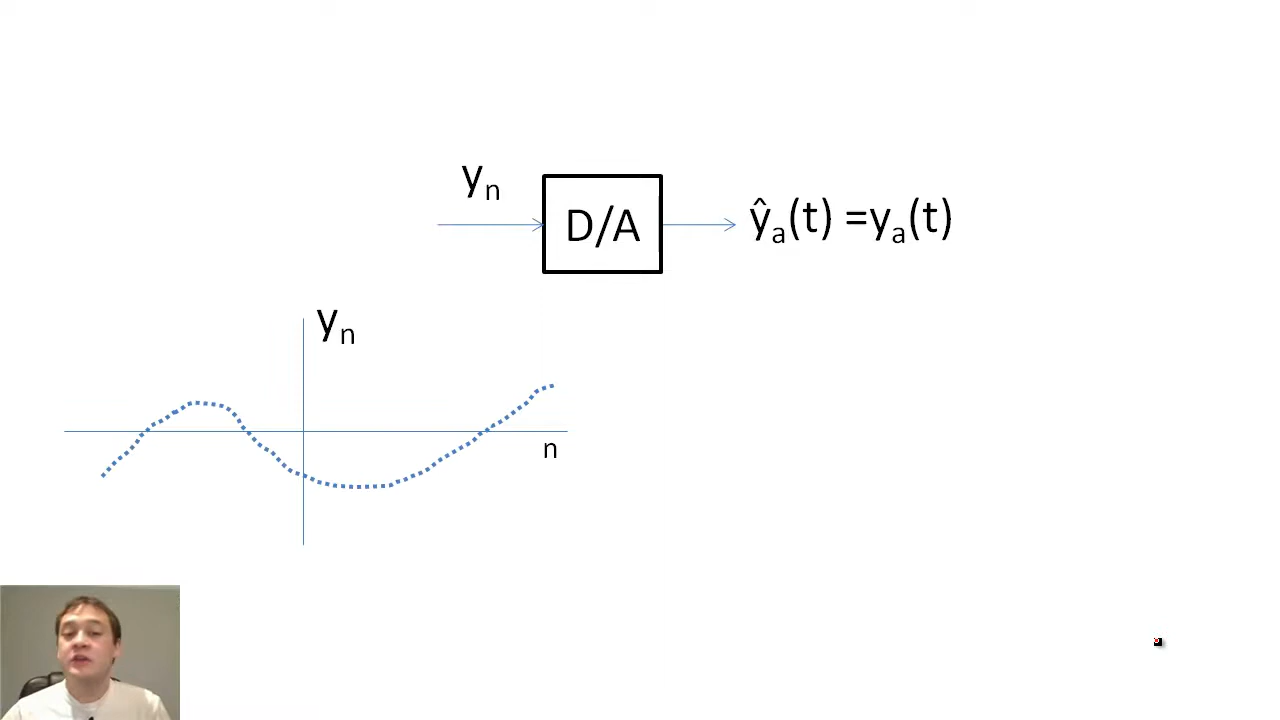 yₙ
D/A
ŷₐ(t) =yₐ(t)
yₙ
n